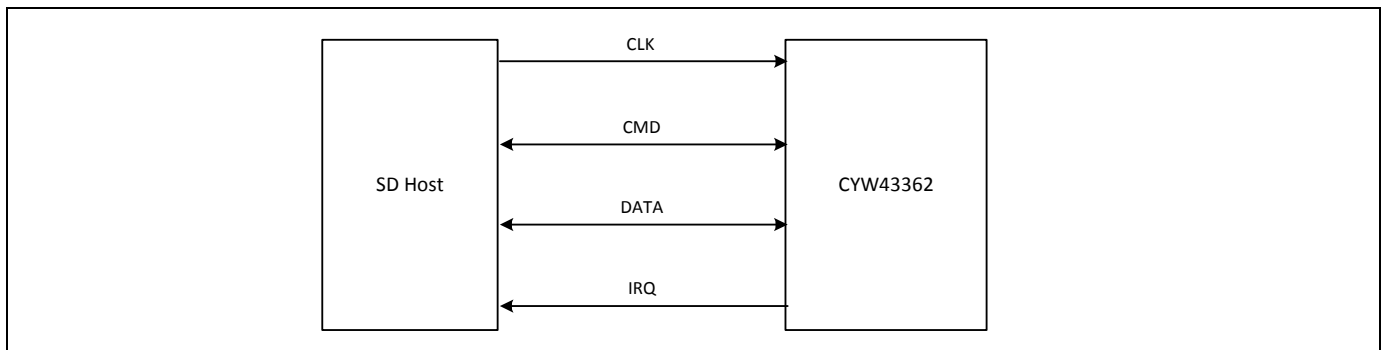 CLK
CMD
SD Host
CYW43362
DATA
IRQ